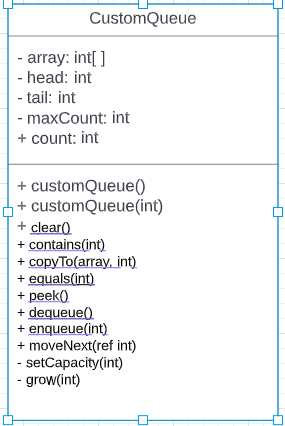 CustomQueue
- array: int[ ]
- head: int
- tail: int
- maxCount: int
+ count: int
+ customQueue()
+ customQueue(int)
+ clear()
+ contains(int)
+ copyTo(array, int)
+ equals(int)
+ peek()
+ dequeue()
+ enqueue(int)
+ moveNext(ref int)
- setCapacity(int)
- grow(int)